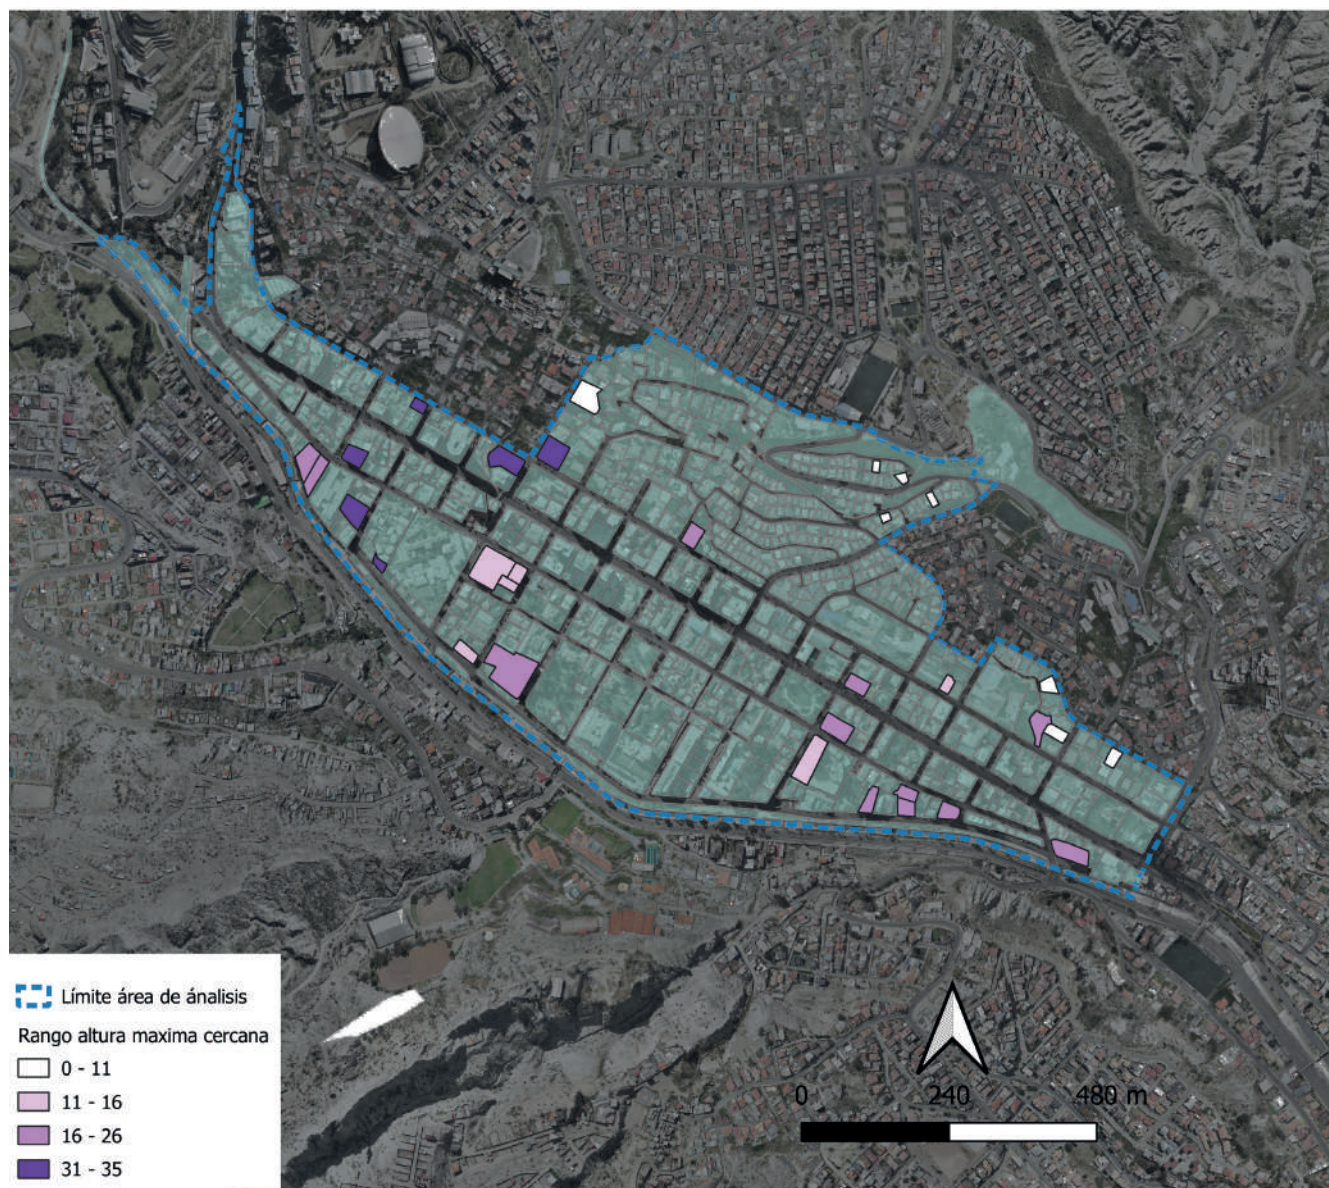 Límite área de ánalisis
Rango altura maxima cercana
0 - 11
11 - 16
16 - 26
31 - 35
0 240 480 m